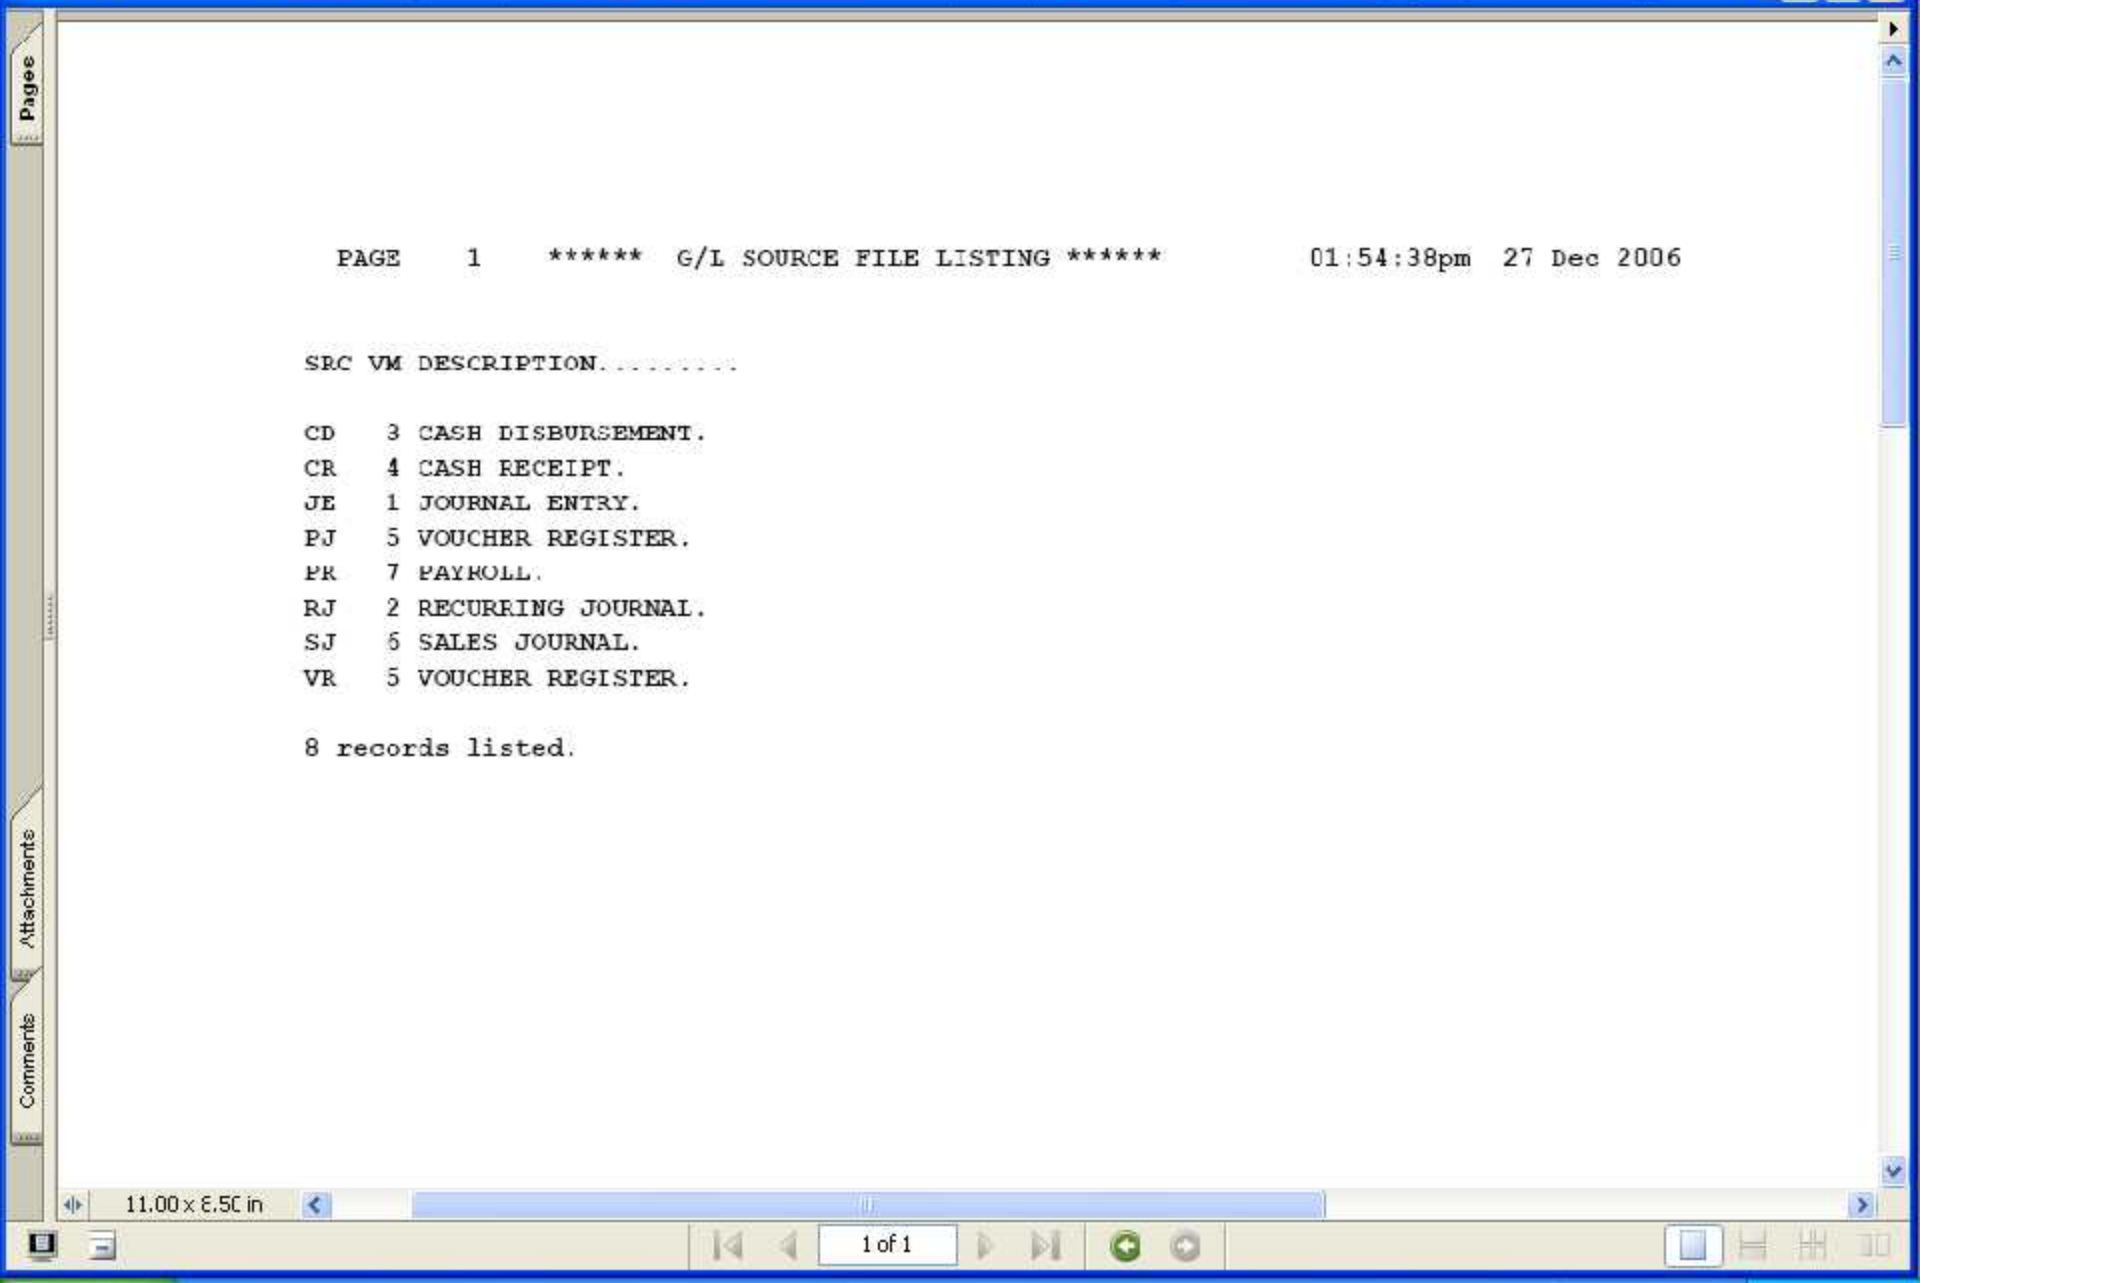 Pages
PAGE 1 ****** G/L SOURCE FILE LISTING ****** 01:54:38pm 27 Dec 2006
SRC VM DESCRIPTION.........
CD 3 CASH DISBURSEMENT.
CR 4 CASH RECEIPT.
JE 1 JOURNAL ENTRY.
PJ 5 VOUCHER REGISTER.
PR 7 PAYROLL.
RJ 2 RECURRING JOURNAL.
SJ 6 SALES JOURNAL.
VR 5 VOUCHER REGISTER.
8 records listed.
Attachments
Comments
11.00 x 8.50 in
1 of 1